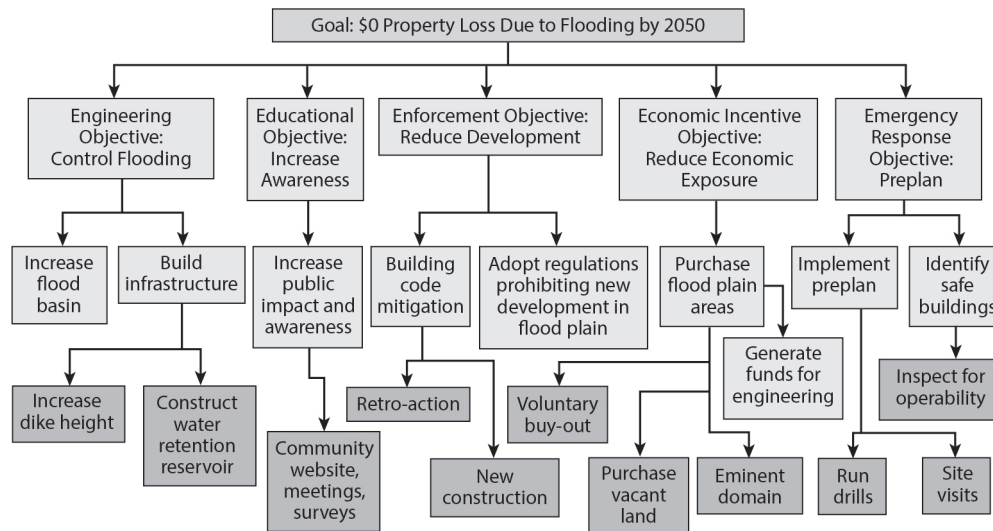 Goal: $0 Property Loss Due to Flooding by 2050
Engineering
Objective:
Control Flooding
Educational
Objective:
Increase
Awareness
Enforcement Objective:
Reduce Development
Economic Incentive
Objective:
Reduce Economic
Exposure
Emergency
Response
Objective:
Preplan
Increase
flood
basin
Build
infrastructure
Increase
public
impact and
awareness
Building
code
mitigation
Adopt regulations
prohibiting new
development in
flood plain
Purchase
flood plain
areas
Implement
preplan
Identify
safe
buildings
Generate
funds for
engineering
Increase
dike height
Construct
water
retention
reservoir
Community
website,
meetings,
surveys
Retro-action
New
construction
Voluntary
buy-out
Purchase
vacant
land
Eminent
domain
Run
drills
Site
visits
Inspect for
operability